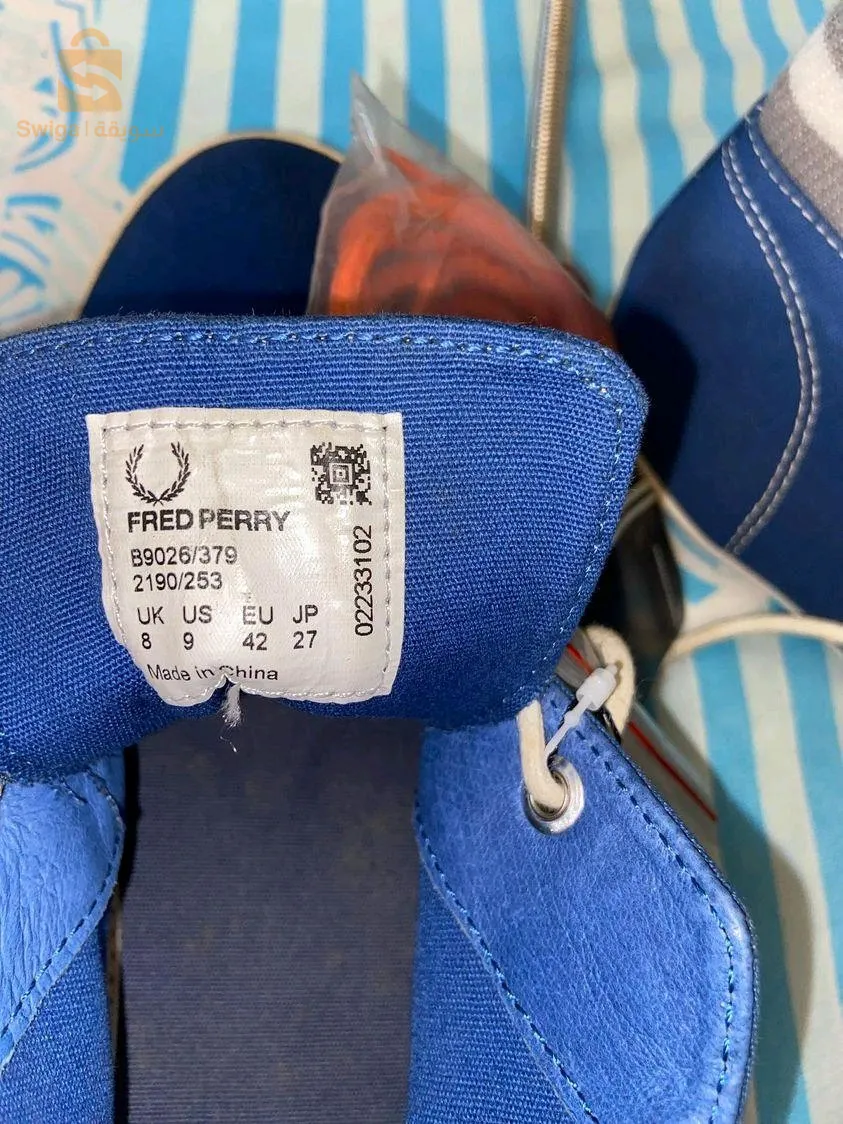 Swiqa | سويقة
FRED PERRY
B9026/379
2190/253
UK US EU JP
8 9 42 27
Made in China
02233102